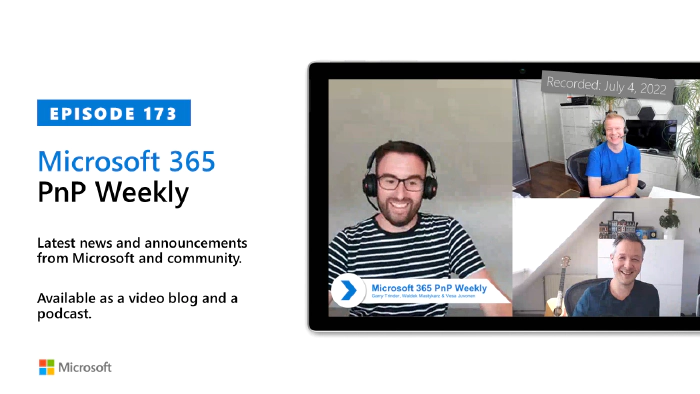 EPISODE 173
Microsoft 365
PnP Weekly
Latest news and announcements
from Microsoft and community.
Available as a video blog and a
podcast.
Microsoft
Recorded: July 4, 2022
Microsoft 365 PnP Weekly
Garry Trinder, Waldek Mastykarz & Vesa Juvonen